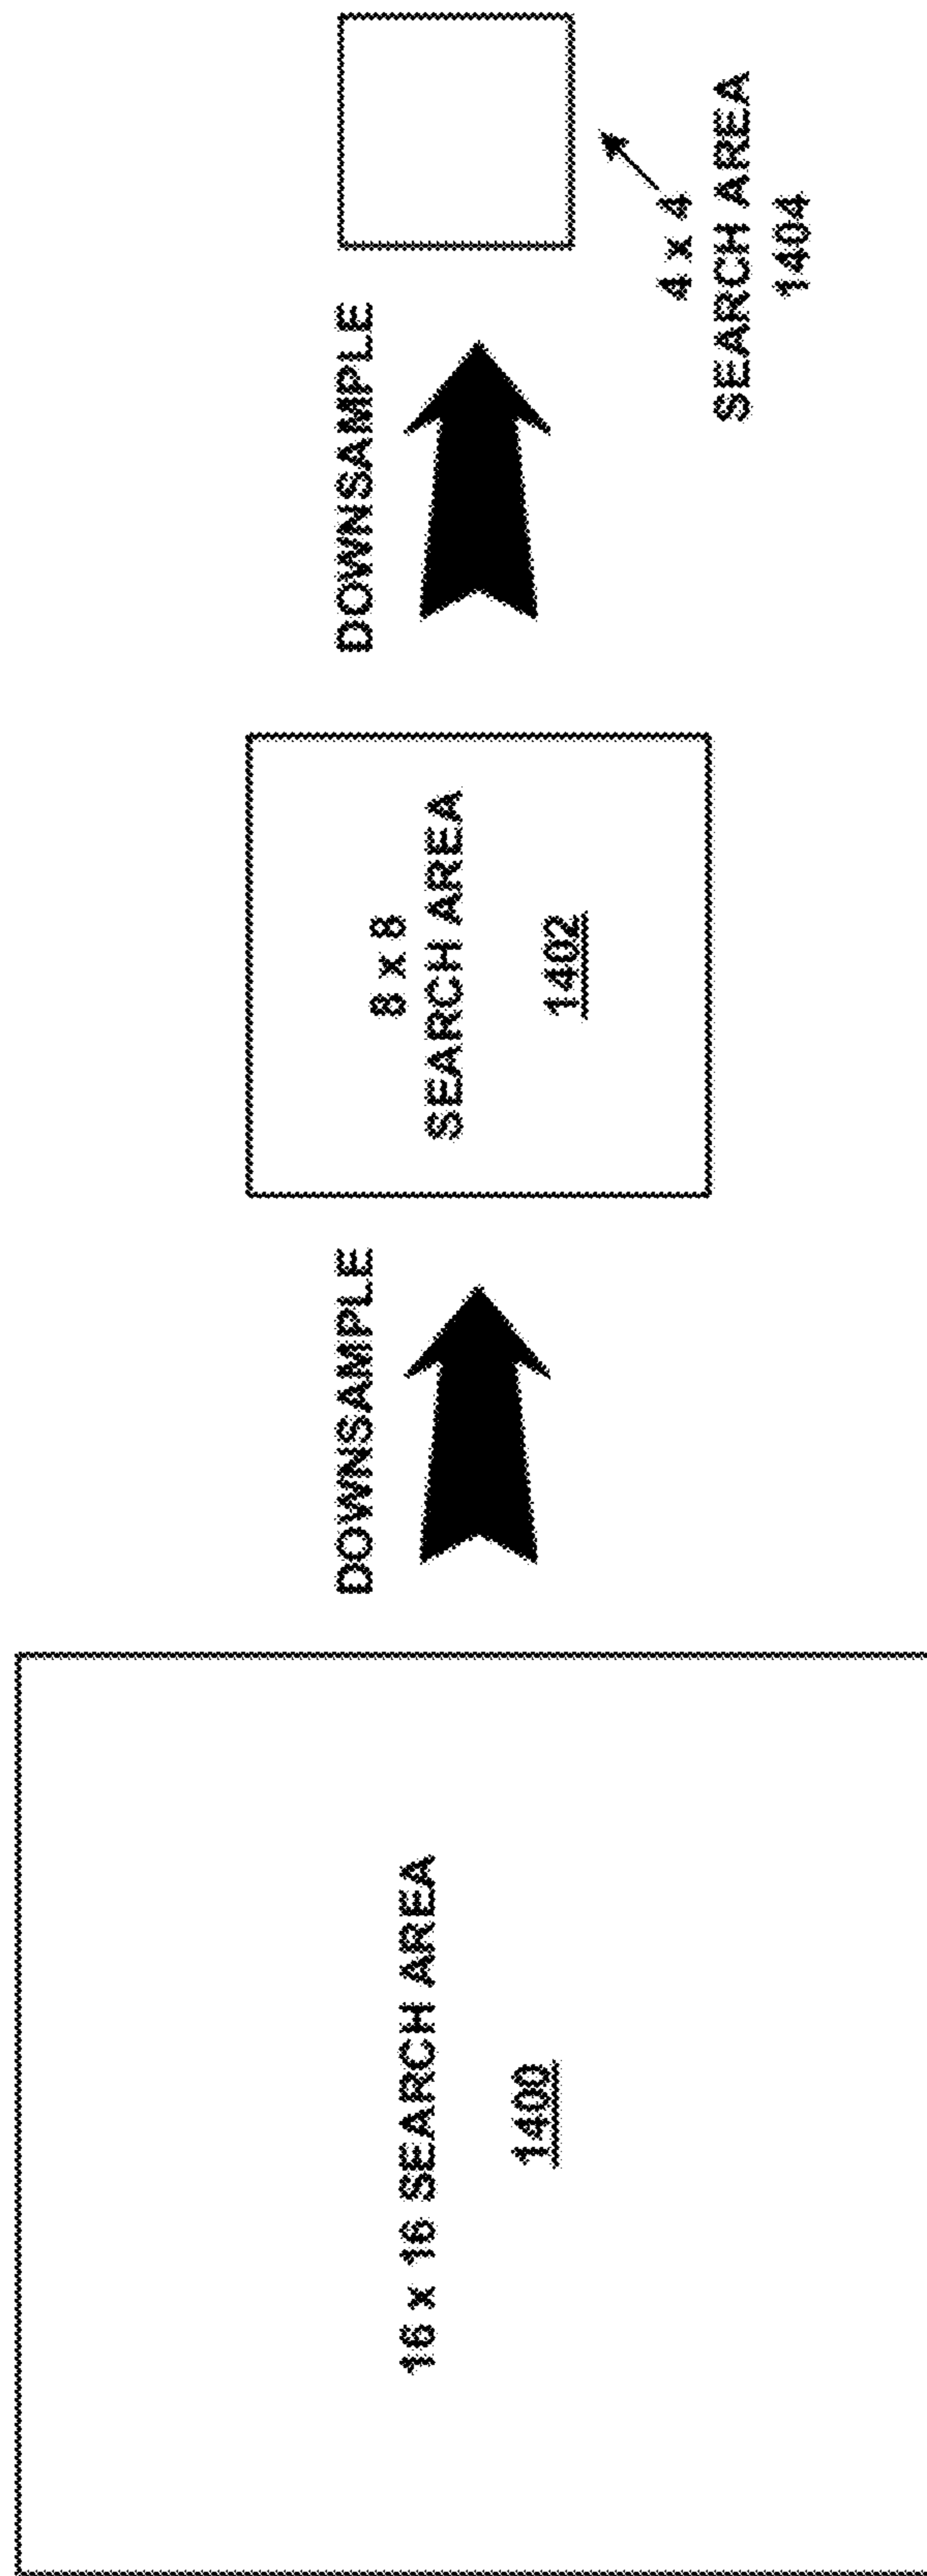 16 x 16 SEARCH AREA
1400
DOWNSAMPLE
8 x 8
SEARCH AREA
1402
DOWNSAMPLE
4 x 4
SEARCH AREA
1404